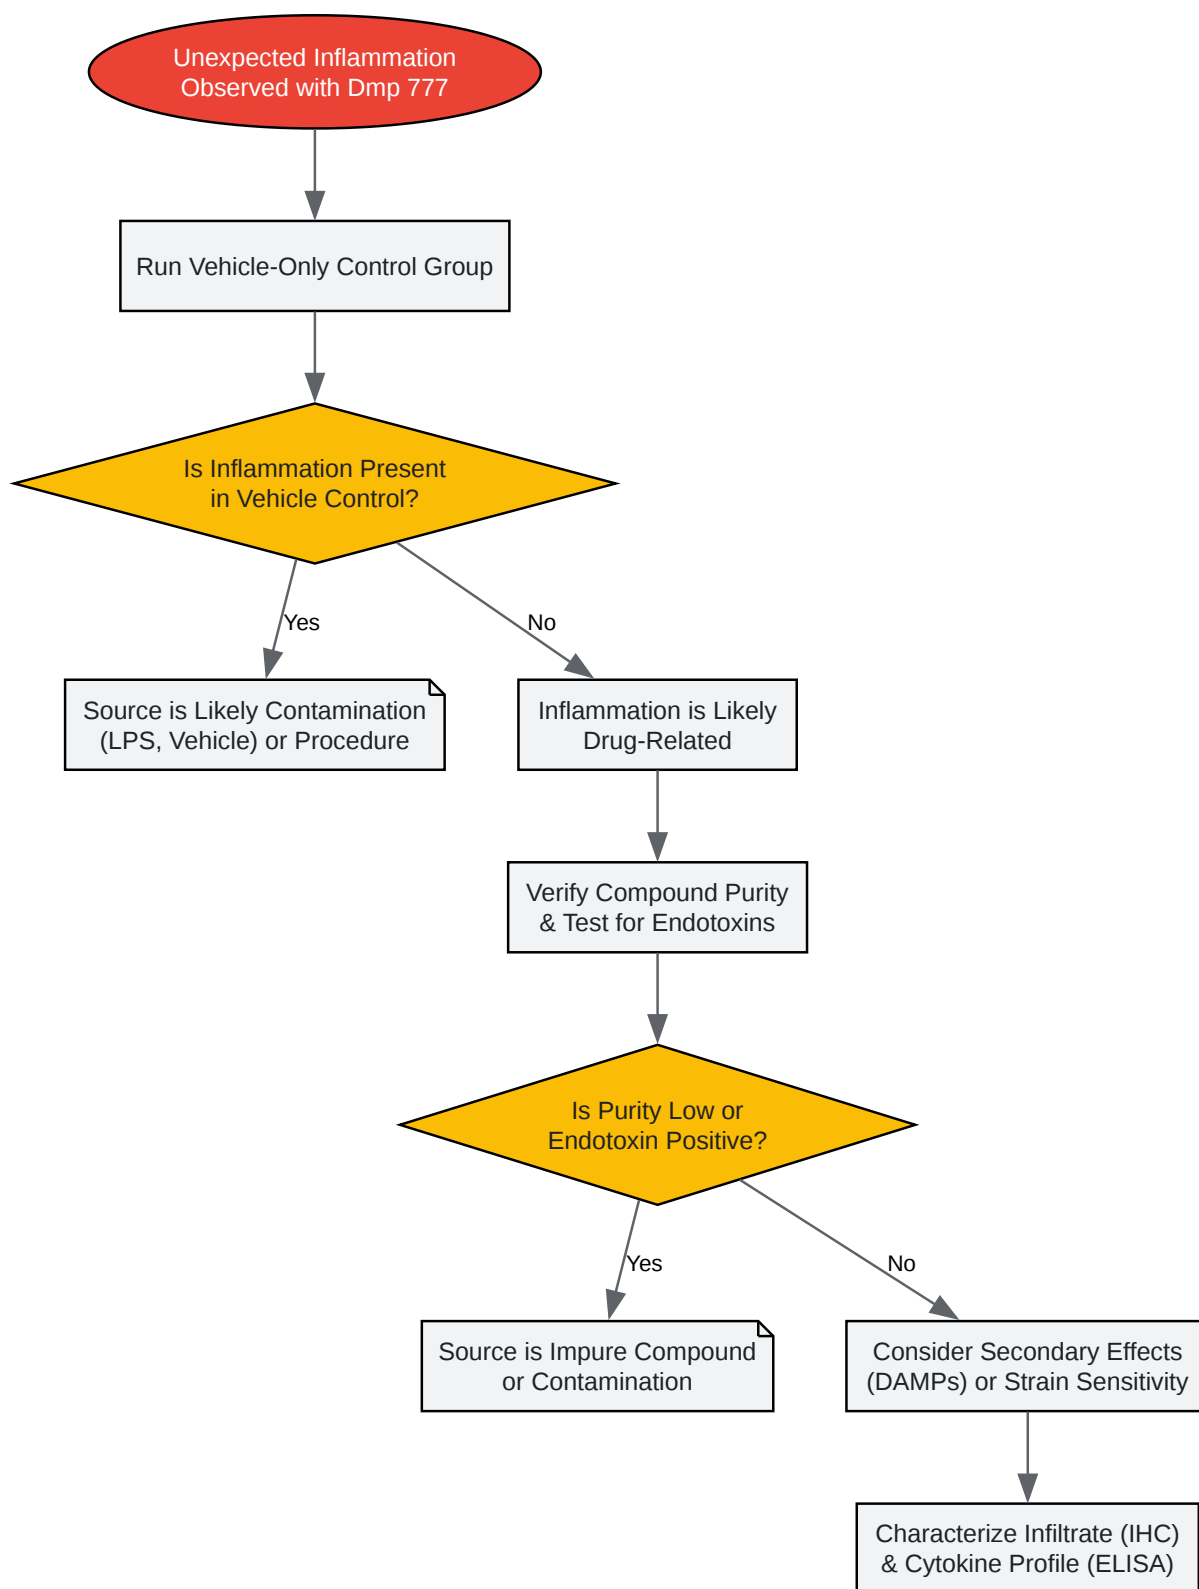 Unexpected Inflammation
Observed with Dmp 777
Run Vehicle-Only Control Group
Is Inflammation Present
in Vehicle Control?
Yes
No
Source is Likely Contamination
(LPS, Vehicle) or Procedure
Inflammation is Likely
Drug-Related
Verify Compound Purity
& Test for Endotoxins
Is Purity Low or
Endotoxin Positive?
Yes
No
Source is Impure Compound
or Contamination
Consider Secondary Effects
(DAMPs) or Strain Sensitivity
Characterize Infiltrate (IHC)
& Cytokine Profile (ELISA)